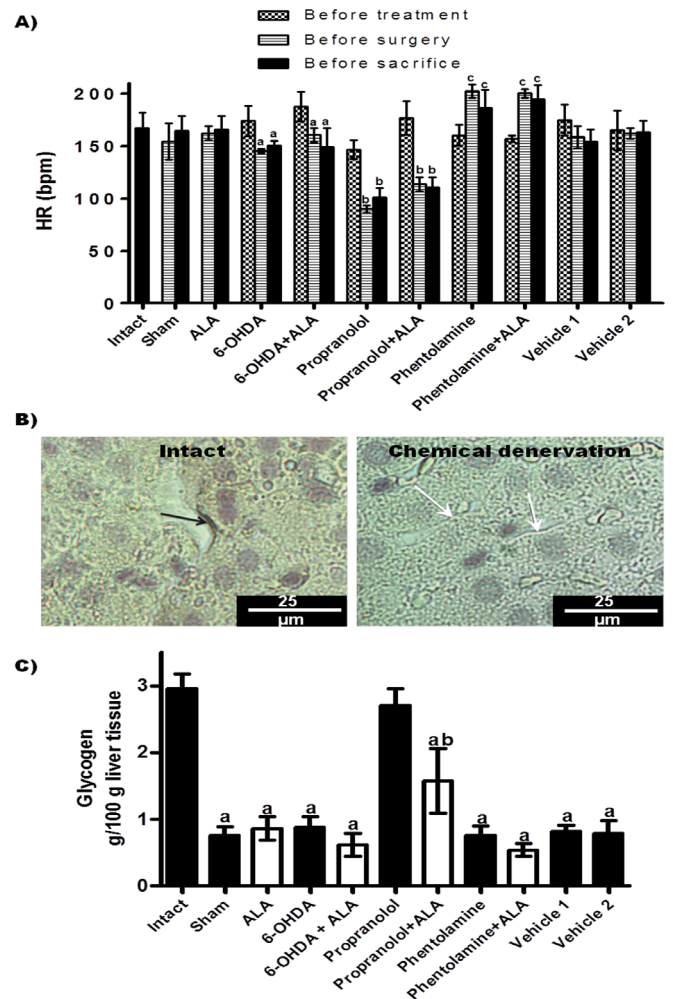 A)
Before treatment
Before surgery
Before sacrifice
HR (bpm)
200
150
100
50
0
a a
a a
b b
b b
c c
c c
Intact
Sham
ALA
6-OHDA
6-OHDA+ALA
Propranolol
Propranolol+ALA
Phentolamine
Phentolamine+ALA
Vehicle 1
Vehicle 2
B)
Intact
25
µm
Chemical denervation
25
µm
C)
Glycogen
g/100 g liver tissue
3
2
1
0
a a a a ab a a a a
Intact
Sham
ALA
6-OHDA
6-OHDA + ALA
Propranolol
Propranolol+ALA
Phentolamine
Phentolamine+ALA
Vehicle 1
Vehicle 2